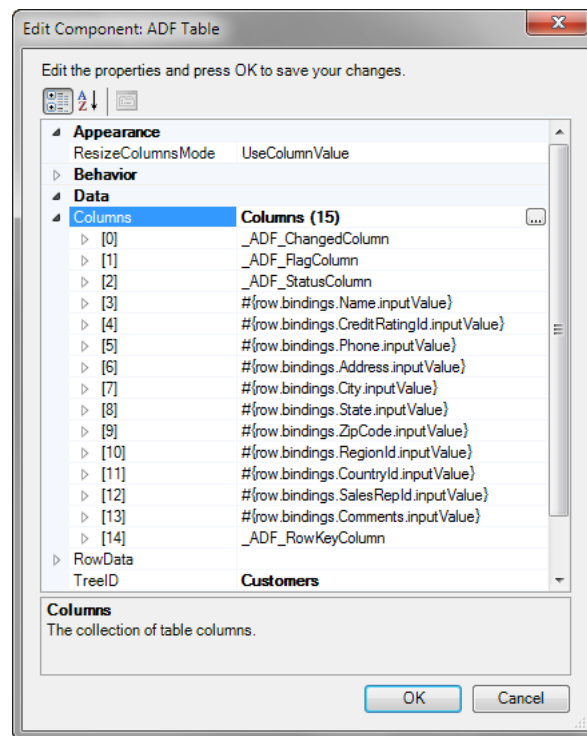 Edit Component: ADF Table
Edit the properties and press OK to save your changes.
Appearance
ResizeColumnsMode UseColumnValue
Behavior
Data
Columns Columns (15) ...
[0] _ADF_ChangedColumn
[1] _ADF_FlagColumn
[2] _ADF_StatusColumn
[3] #{row.bindings.Name.inputValue}
[4] #{row.bindings.CreditRatingId.inputValue}
[5] #{row.bindings.Phone.inputValue}
[6] #{row.bindings.Address.inputValue}
[7] #{row.bindings.City.inputValue}
[8] #{row.bindings.State.inputValue}
[9] #{row.bindings.ZipCode.inputValue}
[10] #{row.bindings.RegionId.inputValue}
[11] #{row.bindings.CountryId.inputValue}
[12] #{row.bindings.SalesRepId.inputValue}
[13] #{row.bindings.Comments.inputValue}
[14] _ADF_RowKeyColumn
RowData
TreeID Customers
Columns
The collection of table columns.
OK Cancel